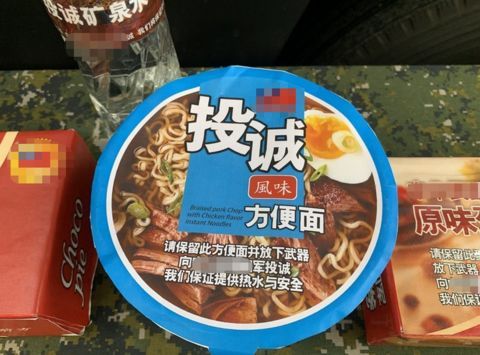 投诚矿泉水
投诚
風味
Braised pork Chop
with Chicken flavor
Instant Noodles
方便面
请保留此方便面并放下武器
向 军投诚
我们保证提供热水与安全
Choco
pie
原味
请保留此
放下武器
向
我们保证